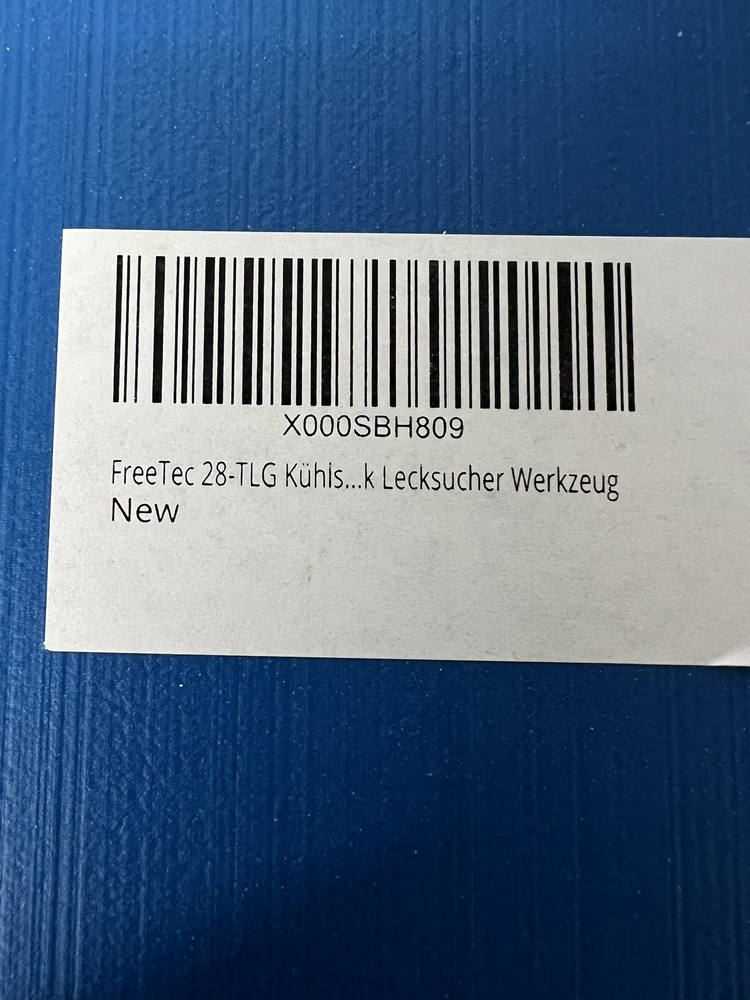 X000SBH809
FreeTec 28-TLG Kühls...k Lecksucher Werkzeug
New